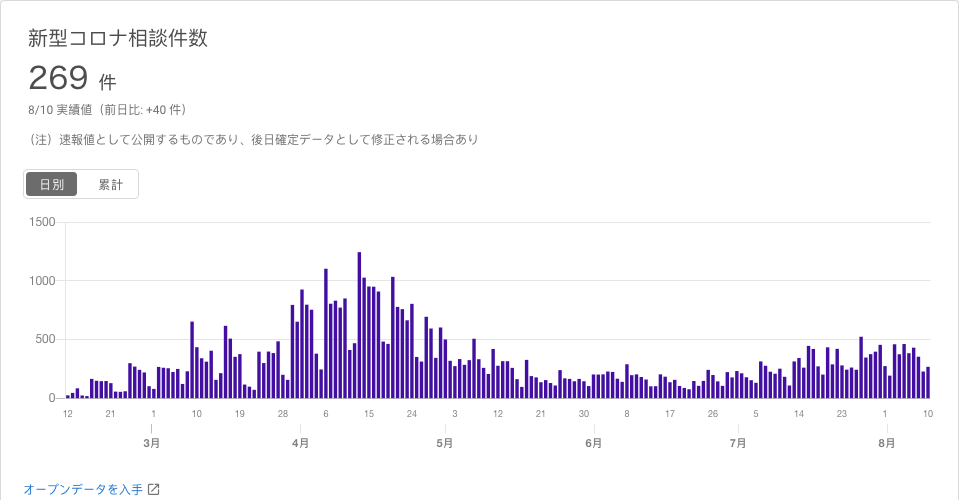 新型コロナ相談件数
269 件
8/10 実績値（前日比: +40 件）
（注）速報値として公開するものであり、後日確定データとして修正される場合あり
日別 累計
1500
1000
500
0
12 21 1 10 19 28 6 15 24 3 12 21 30 8 17 26 5 14 23 1 10
3月 4月 5月 6月 7月 8月
オープンデータを入手